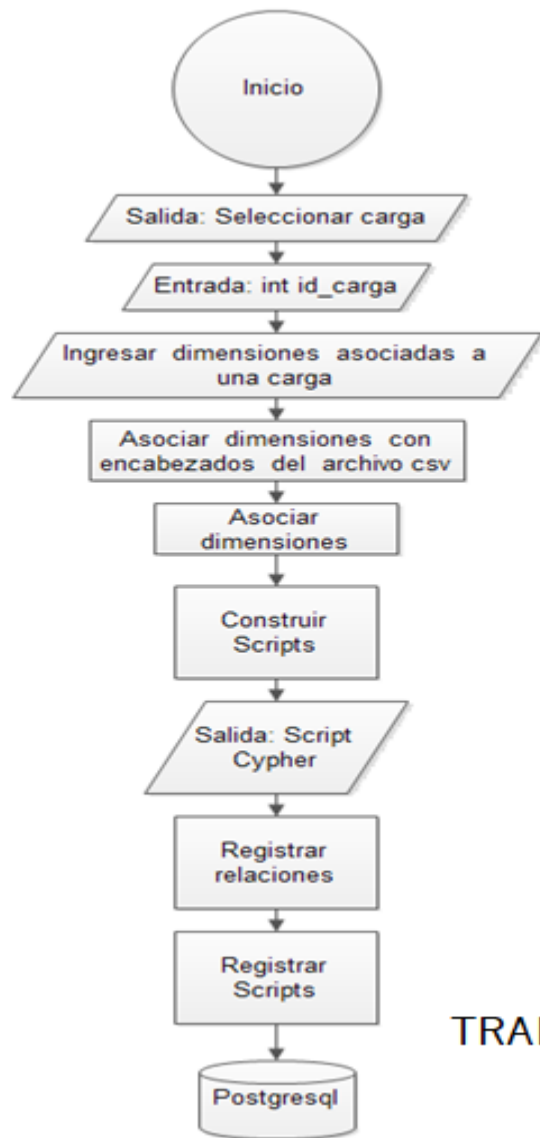 Inicio
Salida: Seleccionar carga
Entrada: int id_carga
Ingresar dimensiones asociadas a
una carga
Asociar dimensiones con
encabezados del archivo csv
Asociar
dimensiones
Construir
Scripts
Salida: Script
Cypher
Registrar
relaciones
Registrar
Scripts
Postgresql